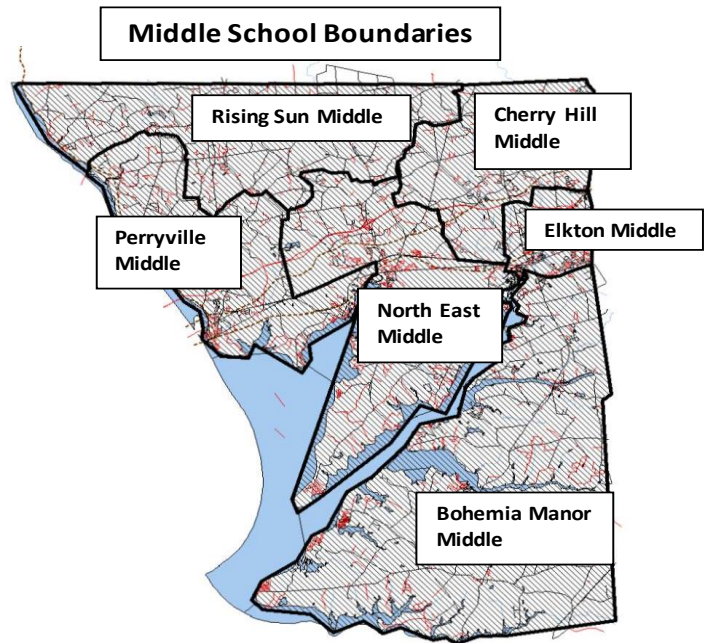 Middle School Boundaries
Rising Sun Middle
Cherry Hill
Middle
Perryville
Middle
Elkton Middle
North East
Middle
Bohemia Manor
Middle